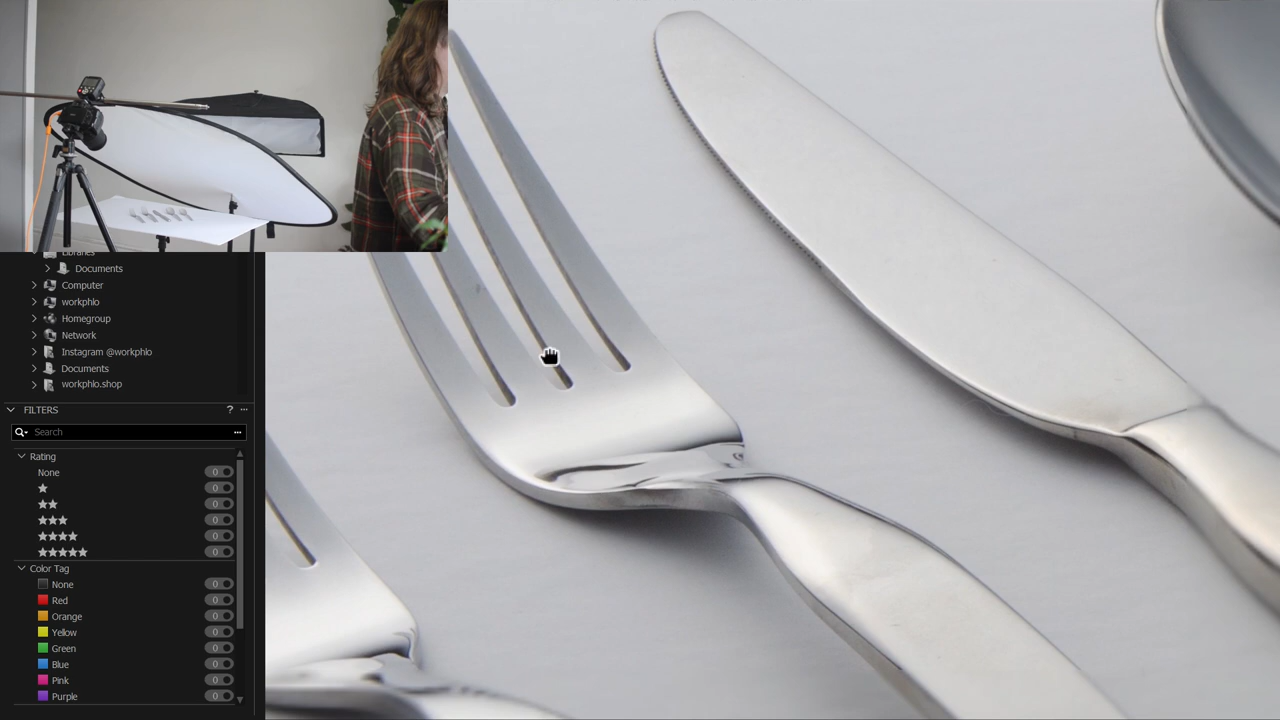 Libraries
Documents
Computer
workphlo
Homegroup
Network
Instagram @workphlo
Documents
workphlo.shop
FILTERS ? ...
Search ...
Rating
None 0
0
0
0
0
0
Color Tag
None 0
Red 0
Orange 0
Yellow 0
Green 0
Blue 0
Pink 0
Purple 0